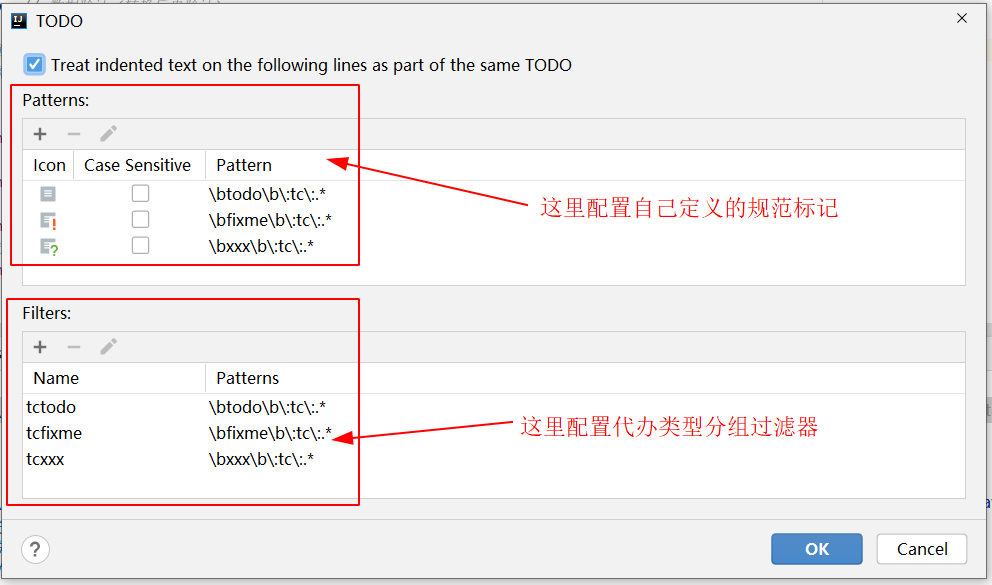 TODO
Treat indented text on the following lines as part of the same TODO
Patterns:
Icon Case Sensitive Pattern
\btodo\b\:tc\:.*
\bfixme\b\:tc\:.*
\bxxx\b\:tc\:.*
这里配置自己定义的规范标记
Filters:
Name Patterns
tctodo \btodo\b\:tc\:.*
tcfixme \bfixme\b\:tc\:.*
tcxxx \bxxx\b\:tc\:.*
这里配置代办类型分组过滤器
? OK Cancel